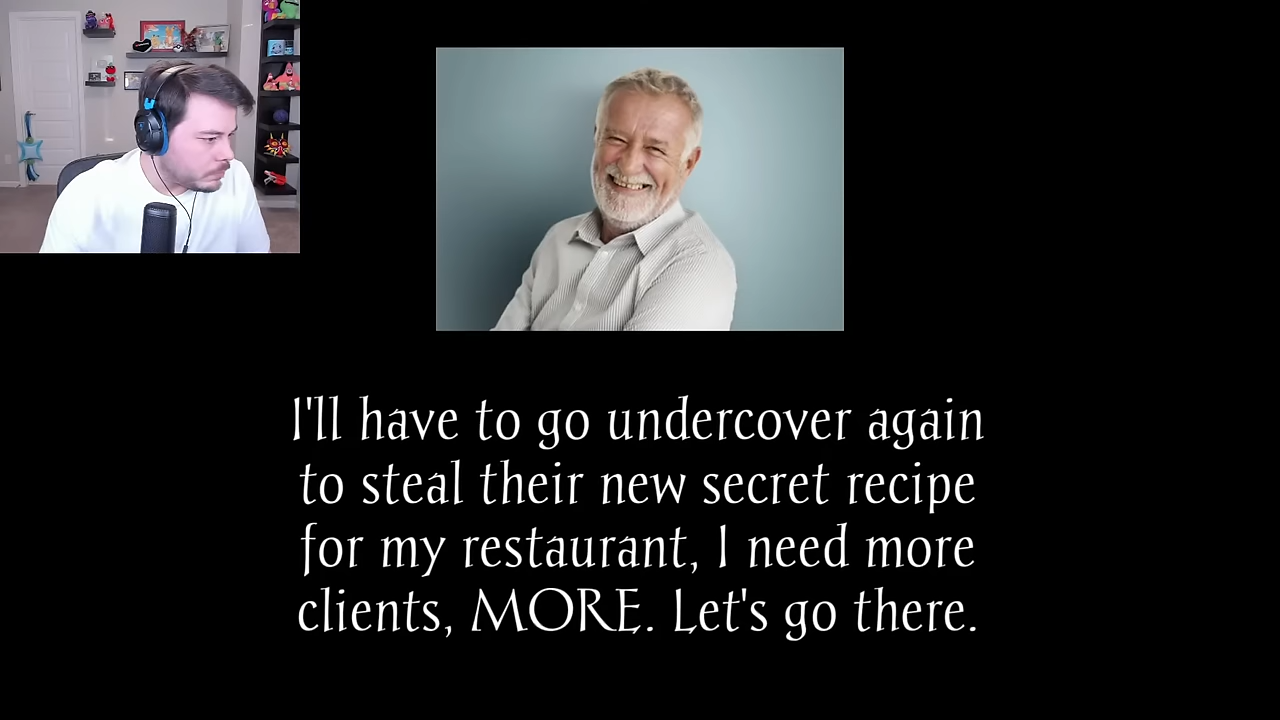 I'll have to go undercover again
to steal their new secret recipe
for my restaurant, I need more
clients, MORE. Let's go there.